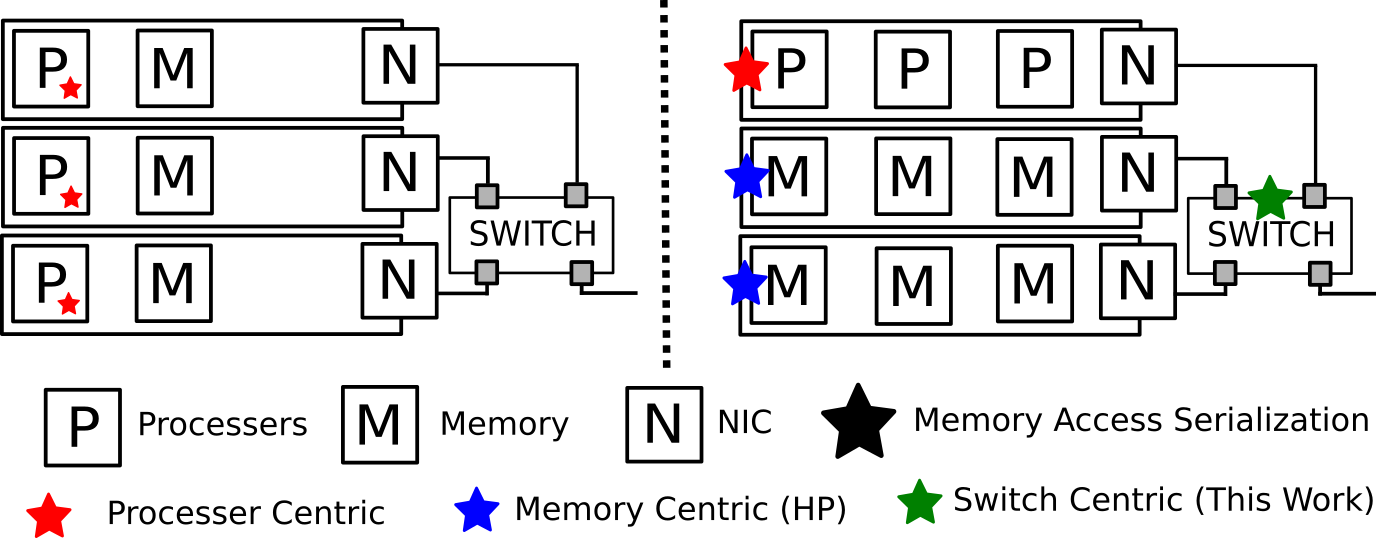 P M N P P P N
P M N M M M N
SWITCH SWITCH
P M N M M M N
P Processers M Memory N NIC Memory Access Serialization
Processer Centric Memory Centric (HP) Switch Centric (This Work)